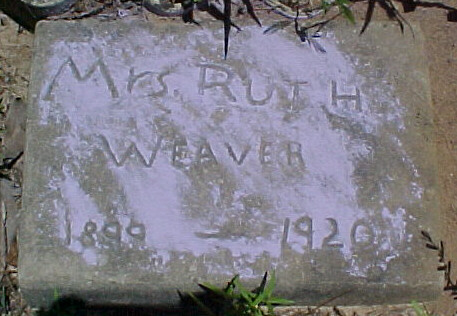 Mrs. RUTH
WEAVER
1899 — 1920